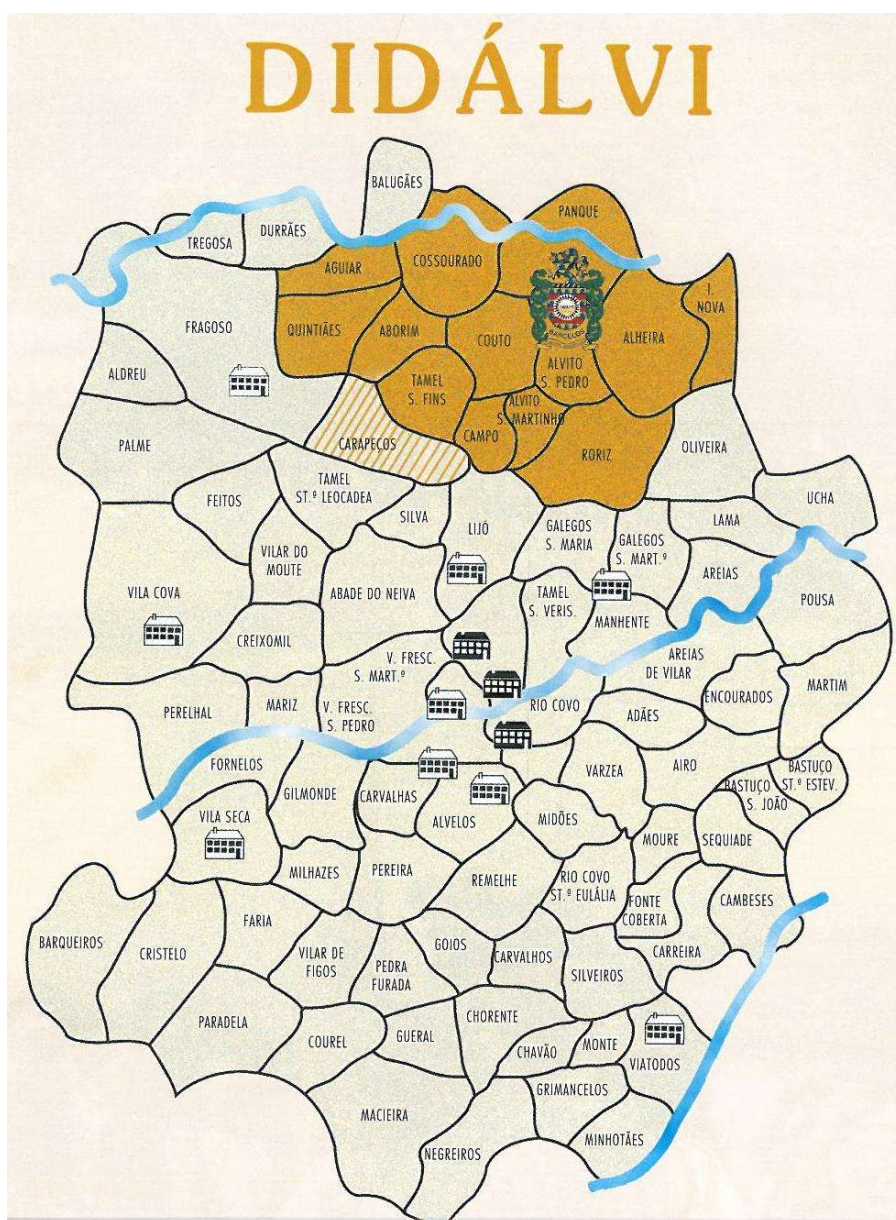 DIDÁLVI
BALUGÃES
PANQUE
TREGOSA
DURRÃES
COSSOURADO
AGUIAR
I.
NOVA
FRAGOSO
QUINTIÃES
ABORIM
COUTO
BARCELOS
ALHEIRA
ALDREU
TAMEL
S. FINS
ALVITO
S. PEDRO
ALVITO
S. MARTINHO
PALME
CARAPEÇOS
CAMPO
RORIZ
OLIVEIRA
FEITOS
TAMEL
ST.º LEOCADEA
SILVA
LIJÓ
GALEGOS
S. MARIA
GALEGOS
S. MART.º
LAMA
UCHA
VILA COVA
VILAR DO
MOUTE
ABADE DO NEIVA
TAMEL
S. VERIS.
AREIAS
POUSA
MANHENTE
CREIXOMIL
V. FRESC.
S. MART.º
AREIAS
DE VILAR
MARTIM
PERELHAL
MARIZ
V. FRESC.
S. PEDRO
RIO COVO
ADÃES
ENCOURADOS
FORNELOS
GILMONDE
CARVALHAS
VARZEA
AIRO
BASTUÇO
ST.º ESTEV.
BASTUÇO
S. JOÃO
VILA SECA
ALVELOS
MIDÕES
MOURE
SEQUIADE
MILHAZES
PEREIRA
REMELHE
RIO COVO
ST.º EULÁLIA
FONTE
COBERTA
CAMBESES
BARQUEIROS
CRISTELO
FARIA
VILAR DE
FIGOS
PEDRA
FURADA
GOIOS
CARVALHOS
SILVEIROS
CARREIRA
PARADELA
COUREL
GUERAL
CHORENTE
CHAVÃO
MONTE
VIATODOS
MACIEIRA
GRIMANCELOS
NEGREIROS
MINHOTÃES